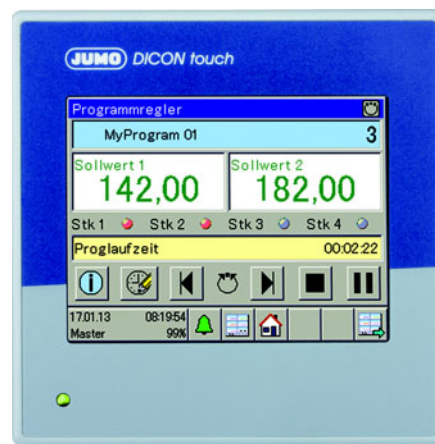 JUMO DICON touch
Programmregler
MyProgram 01 3
Sollwert 1 Sollwert 2
142,00 182,00
Stk 1 Stk 2 Stk 3 Stk 4
Proglaufzeit 00:02:22
17.01.13 08:19:54
Master 99%